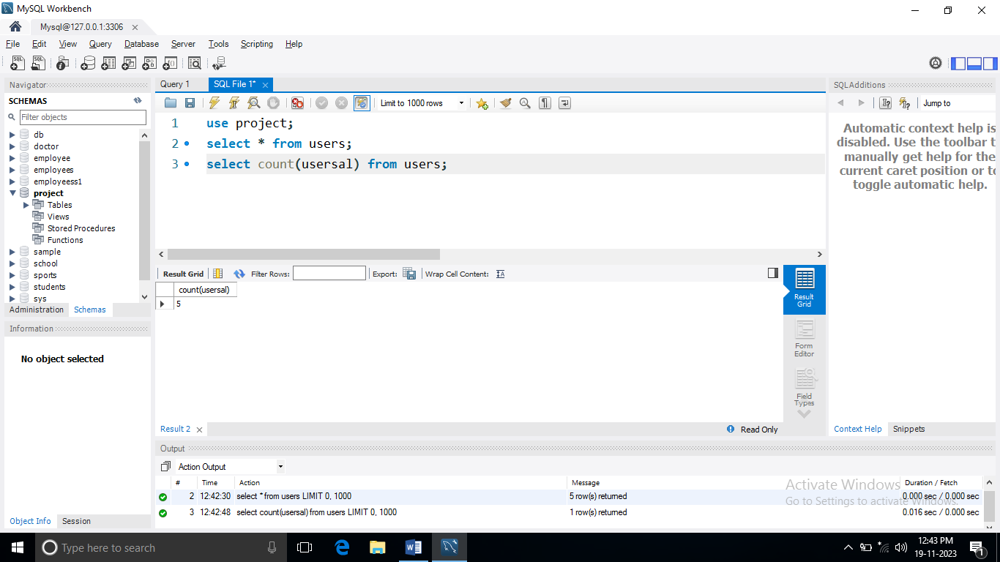 MySQL Workbench
Mysql@127.0.0.1:3306
File Edit View Query Database Server Tools Scripting Help
Navigator
SCHEMAS
Filter objects
db
doctor
employee
employees
employeess1
project
Tables
Views
Stored Procedures
Functions
sample
school
sports
students
sys
Administration Schemas
Information
No object selected
Object Info Session
Query 1 SQL File 1*
Limit to 1000 rows
1 use project;
2 select * from users;
3 select count(usersal) from users;
Result Grid Filter Rows: Export: Wrap Cell Content:
count(usersal)
5
Result Grid
Form Editor
Field Types
Result 2 Read Only
SQLAdditions
Jump to
Automatic context help is
disabled. Use the toolbar t
manually get help for the
current caret position or to
toggle automatic help.
Context Help Snippets
Output
Action Output
# Time Action Message Duration / Fetch
2 12:42:30 select * from users LIMIT 0, 1000 5 row(s) returned 0.000 sec / 0.000 sec
3 12:42:48 select count(usersal) from users LIMIT 0, 1000 1 row(s) returned 0.016 sec / 0.000 sec
Activate Windows
Go to Settings to activate Windows.
Type here to search
12:43 PM
19-11-2023
1